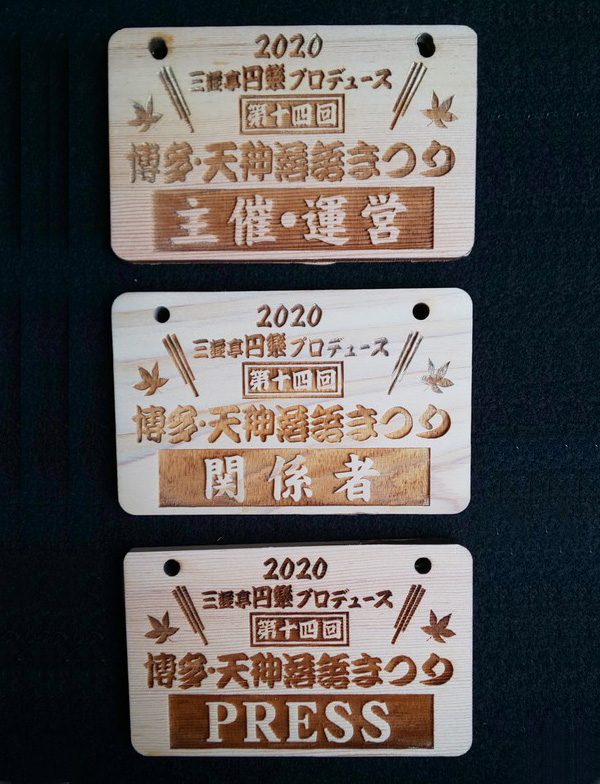 2020
三遊亭円楽プロデュース
第十四回
博多・天神落語まつり
主催・運営
2020
三遊亭円楽プロデュース
第十四回
博多・天神落語まつり
関係者
2020
三遊亭円楽プロデュース
第十四回
博多・天神落語まつり
PRESS